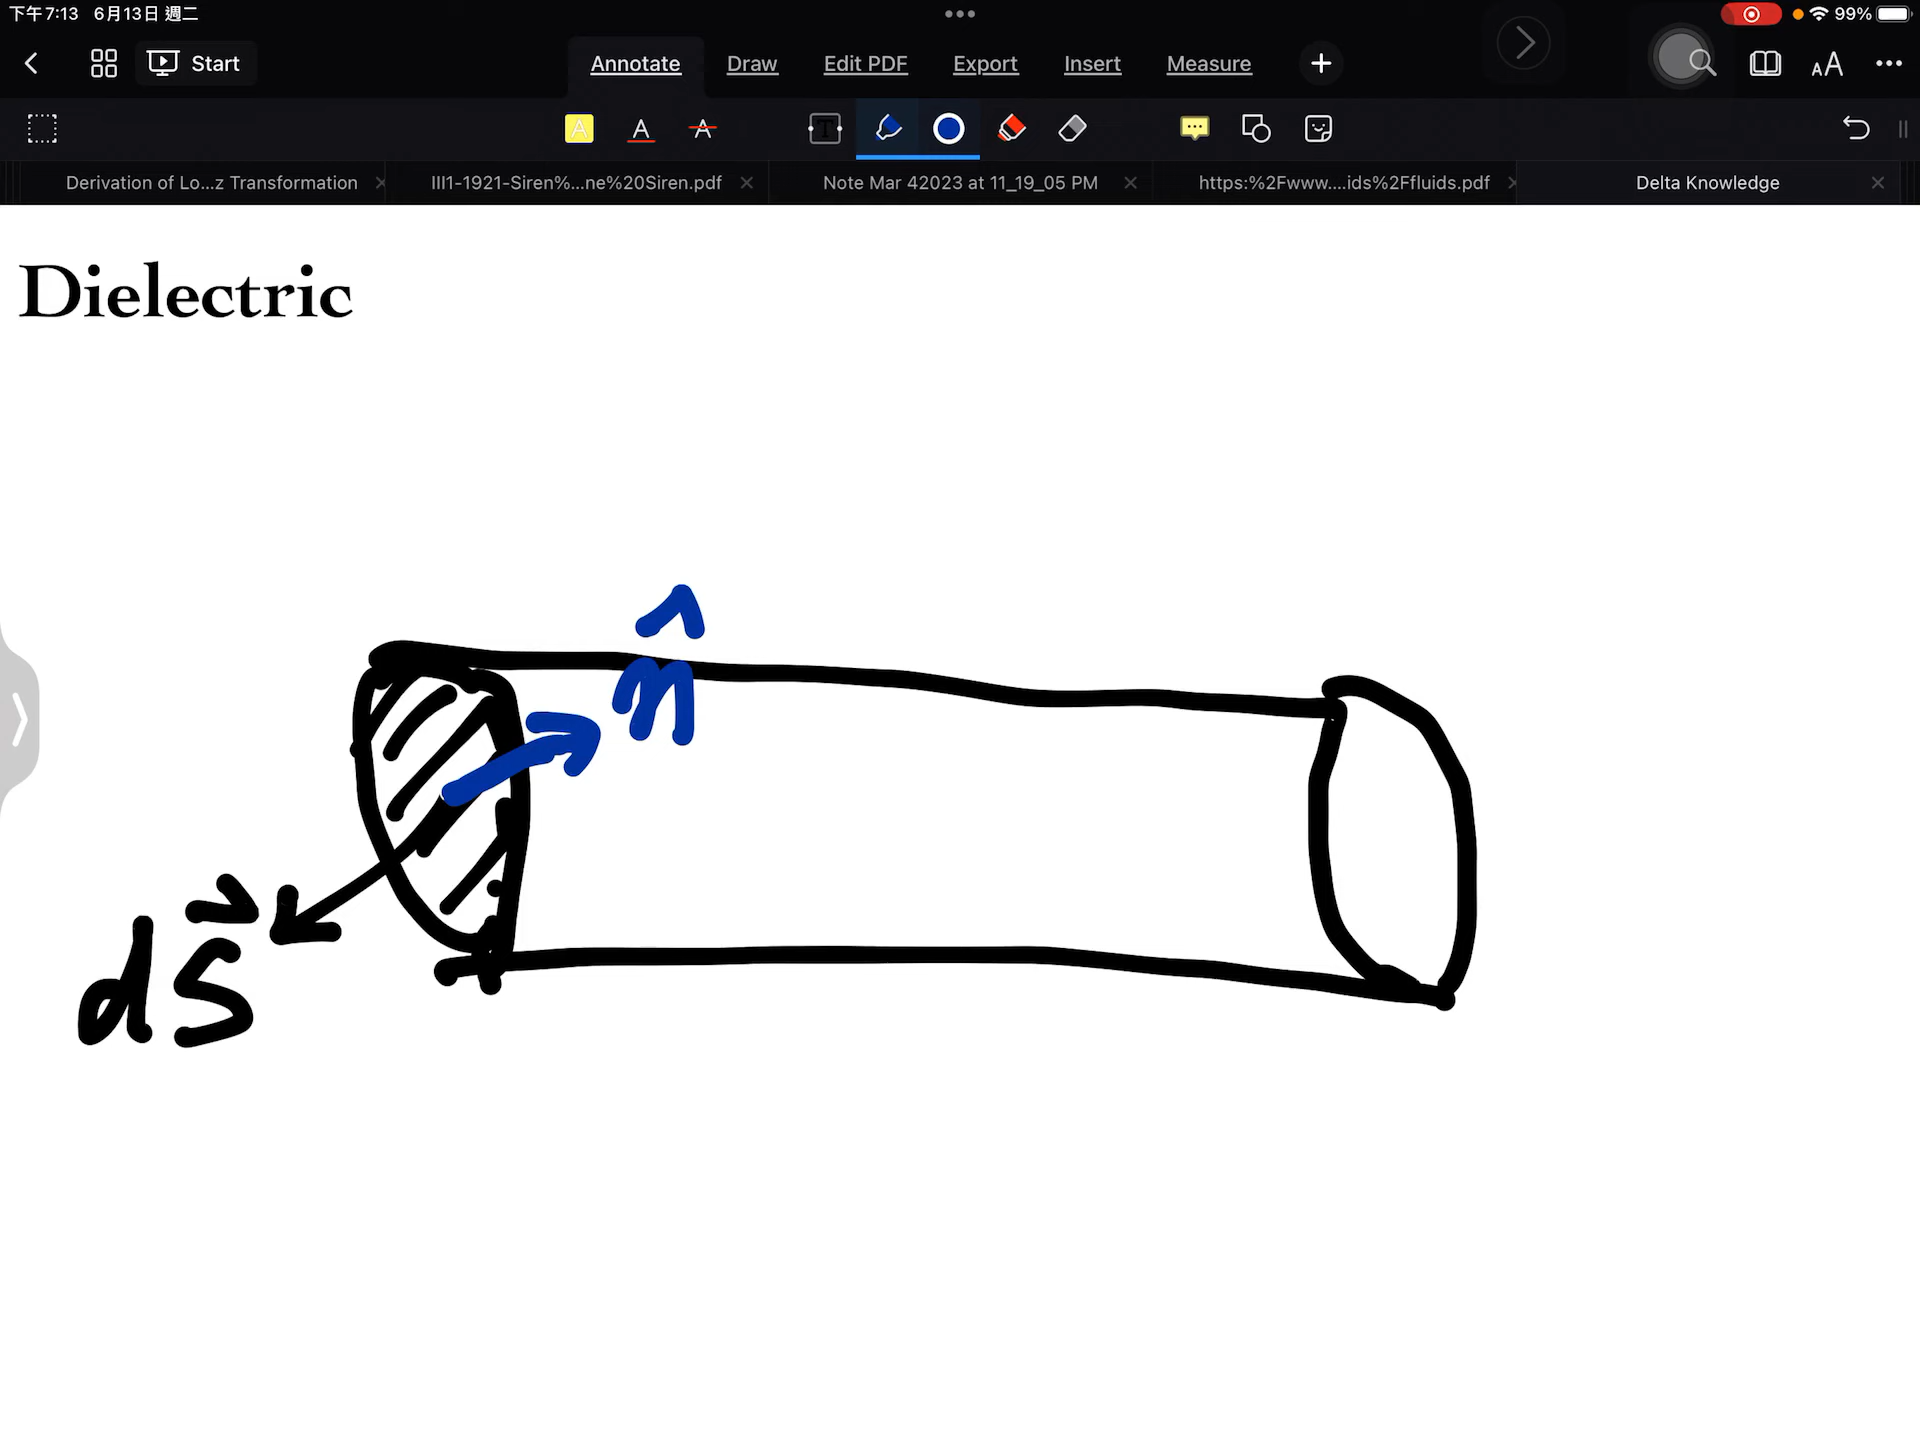 下午7:13 6月13日 週二 99%
Start Annotate Draw Edit PDF Export Insert Measure AA
A A A T
Derivation of Lo...z Transformation III1-1921-Siren%...ne%20Siren.pdf Note Mar 42023 at 11_19_05 PM https:%2Fwww....ids%2Ffluids.pdf Delta Knowledge
Dielectric
n̂
dS⃗